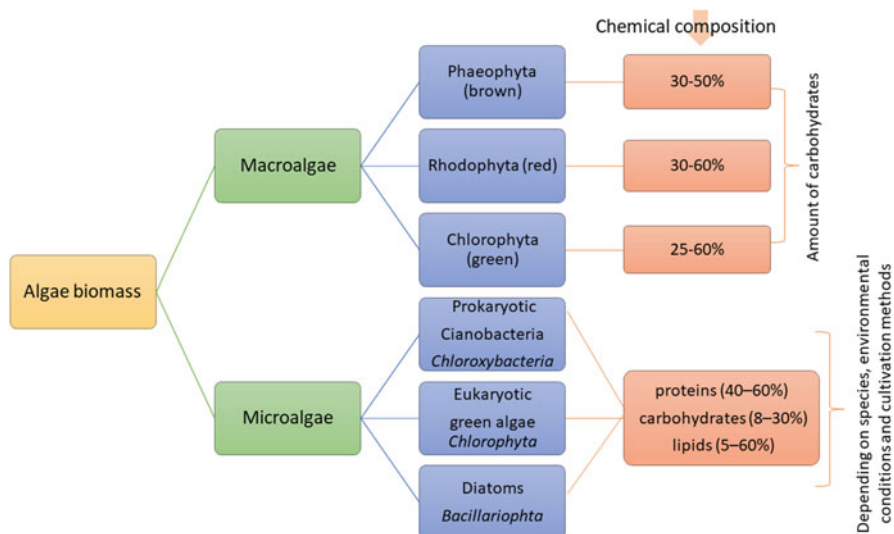 Chemical composition
Phaeophyta
(brown)
30-50%
Macroalgae
Rhodophyta (red)
30-60%
Chlorophyta
(green)
25-60%
Amount of carbohydrates
Algae biomass
Prokaryotic
Cianobacteria
Chloroxybacteria
Microalgae
Eukaryotic
green algae
Chlorophyta
Diatoms
Bacillariophta
proteins (40–60%)
carbohydrates (8–30%)
lipids (5–60%)
Depending on species, environmental
conditions and cultivation methods